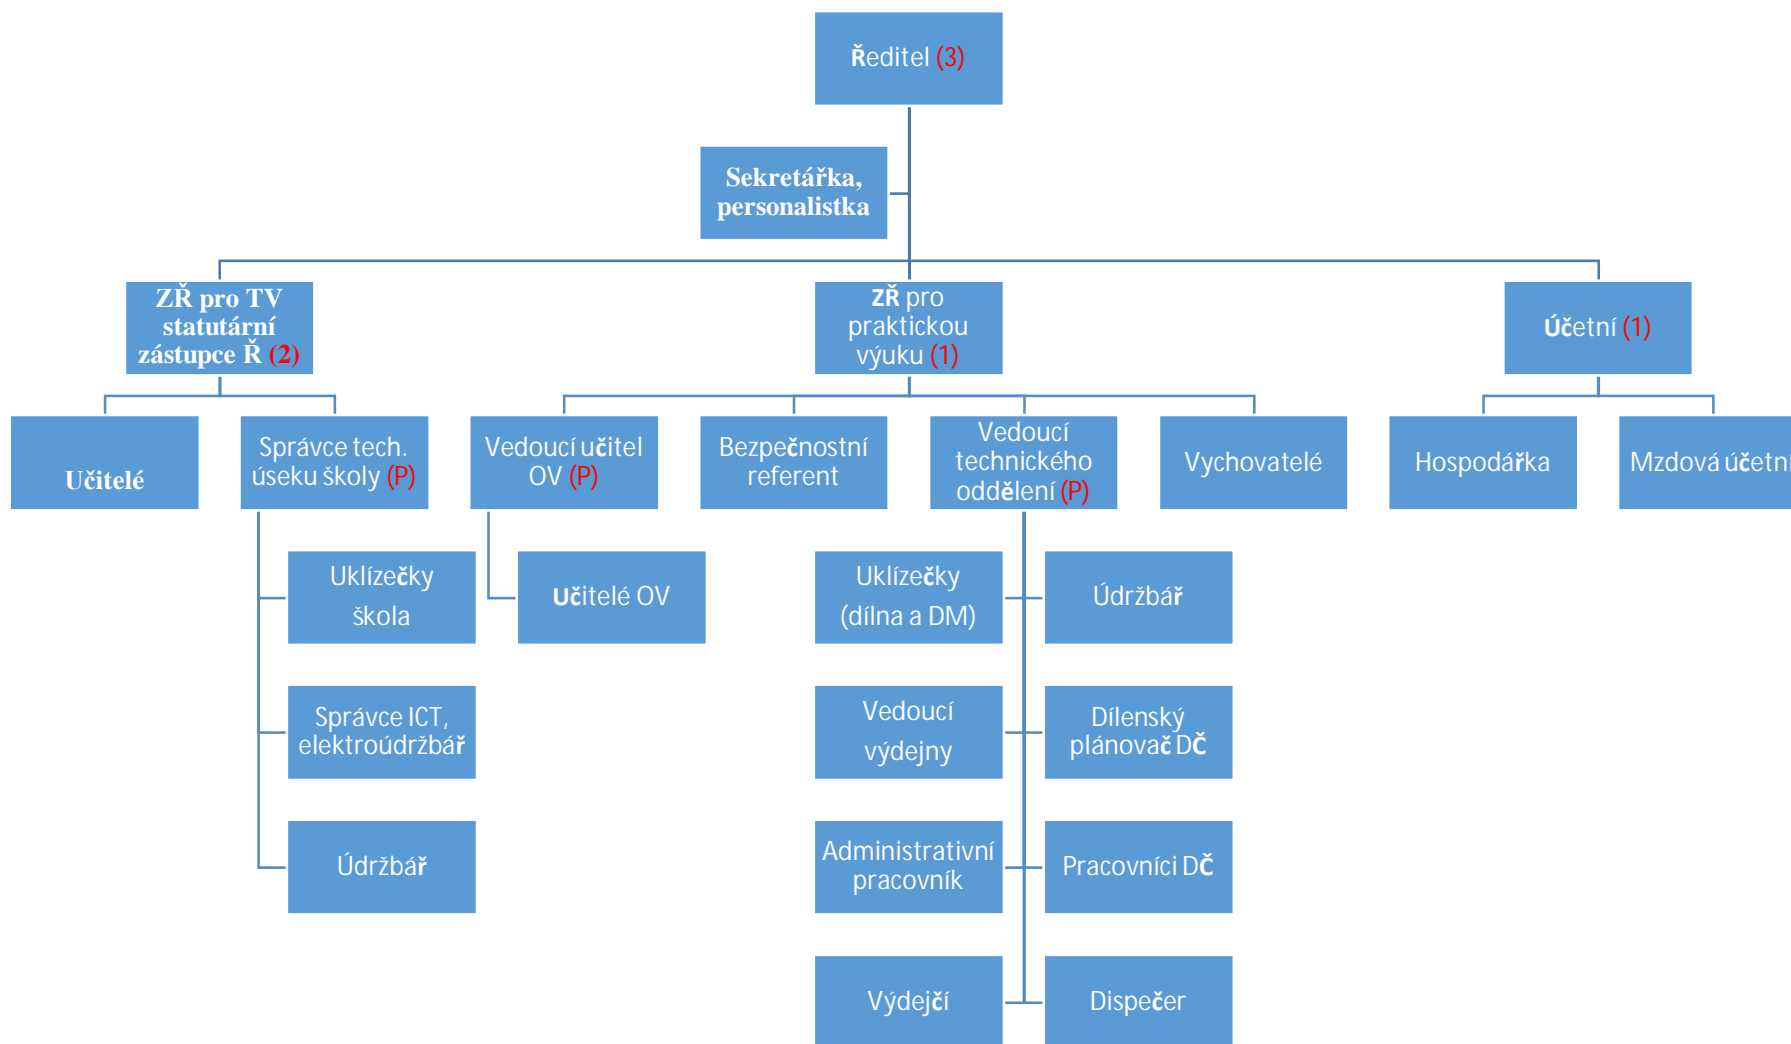 Ředitel (3)
Sekretářka,
personalistka
ZŘ pro TV
statutární
zástupce Ř (2)
ZŘ pro
praktickou
výuku (1)
Účetní (1)
Učitelé
Správce tech.
úseku školy (P)
Vedoucí učitel
OV (P)
Bezpečnostní
referent
Vedoucí
technického
oddělení (P)
Vychovatelé
Hospodářka
Mzdová účetní
Uklízečky
škola
Učitelé OV
Uklízečky
(dílna a DM)
Údržbář
Správce ICT,
elektroúdržbář
Vedoucí
výdejny
Dílenský
plánovač DČ
Údržbář
Administrativní
pracovník
Pracovníci DČ
Výdejčí
Dispečer